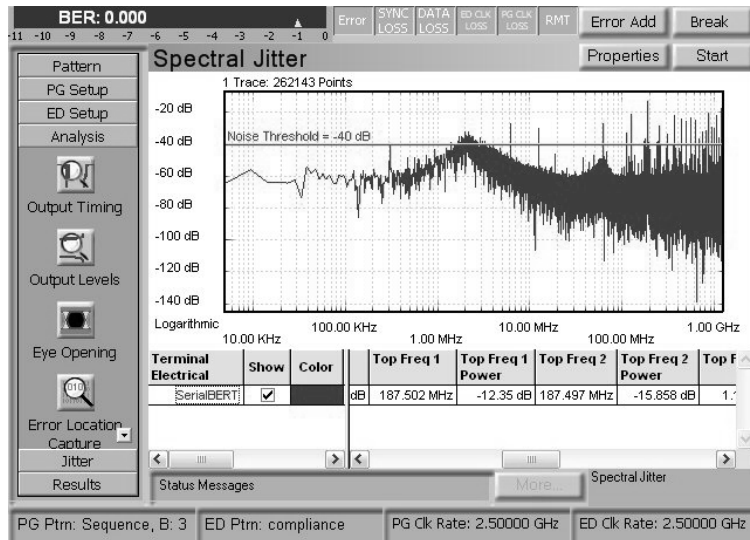 BER: 0.000
-11 -10 -9 -8 -7 -6 -5 -4 -3 -2 -1 0
Error
SYNC LOSS
DATA LOSS
ED CLK LOSS
PG CLK LOSS
RMT
Error Add
Break
Spectral Jitter
Properties
Start
Pattern
PG Setup
ED Setup
Analysis
Output Timing
Output Levels
Eye Opening
Error Location
Capture
Jitter
Results
1 Trace: 262143 Points
-20 dB
-40 dB
-60 dB
-80 dB
-100 dB
-120 dB
-140 dB
Noise Threshold = -40 dB
Logarithmic
10.00 KHz
100.00 KHz
1.00 MHz
10.00 MHz
100.00 MHz
1.00 GHz
Terminal Electrical
Show
Color
Top Freq 1
Top Freq 1 Power
Top Freq 2
Top Freq 2 Power
Top F
SerialBERT
dB
187.502 MHz
-12.35 dB
187.497 MHz
-15.858 dB
Status Messages
More...
Spectral Jitter
PG Ptrn: Sequence, B: 3
ED Ptrn: compliance
PG Clk Rate: 2.50000 GHz
ED Clk Rate: 2.50000 GHz